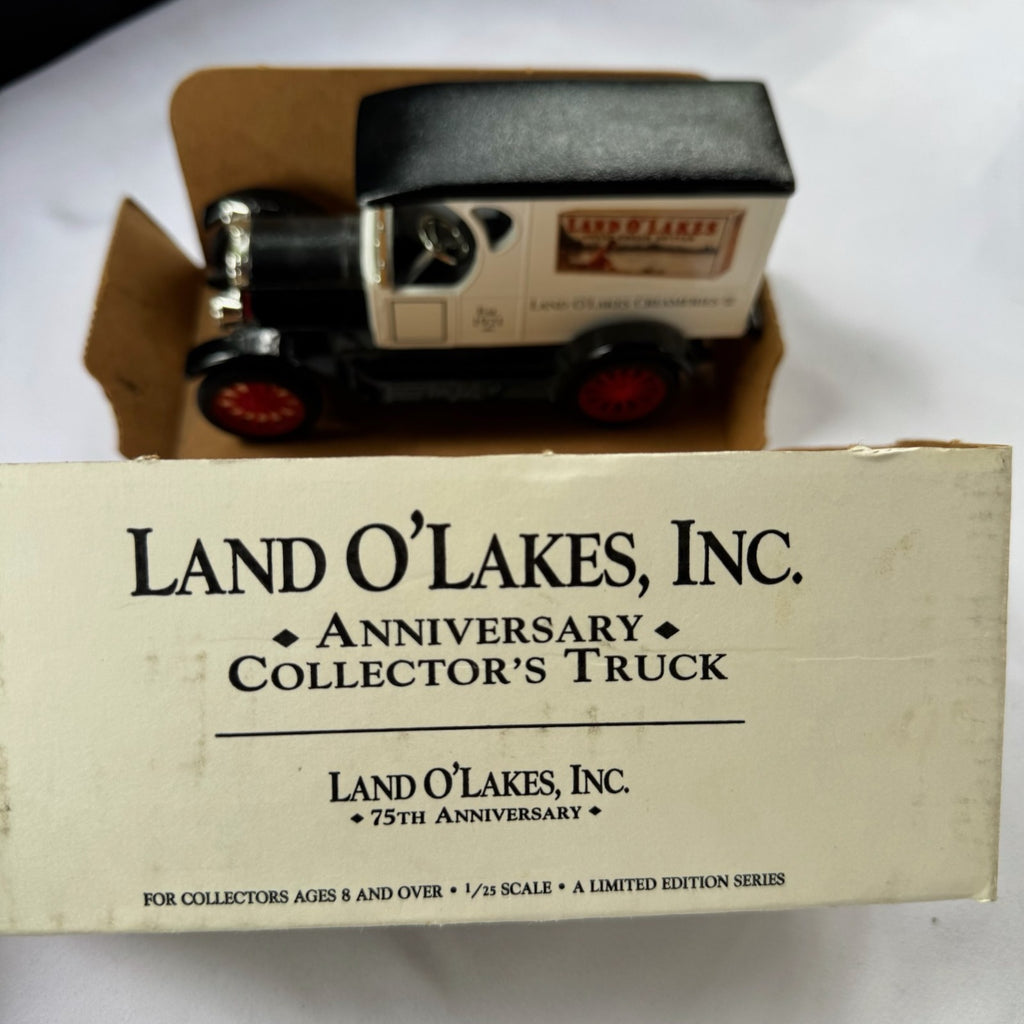 LAND O'LAKES
LAND O'LAKES CREAMERIES
LAND O'LAKES, INC.
◆ ANNIVERSARY ◆
COLLECTOR'S TRUCK
LAND O'LAKES, INC.
◆ 75TH ANNIVERSARY ◆
FOR COLLECTORS AGES 8 AND OVER • 1/25 SCALE • A LIMITED EDITION SERIES